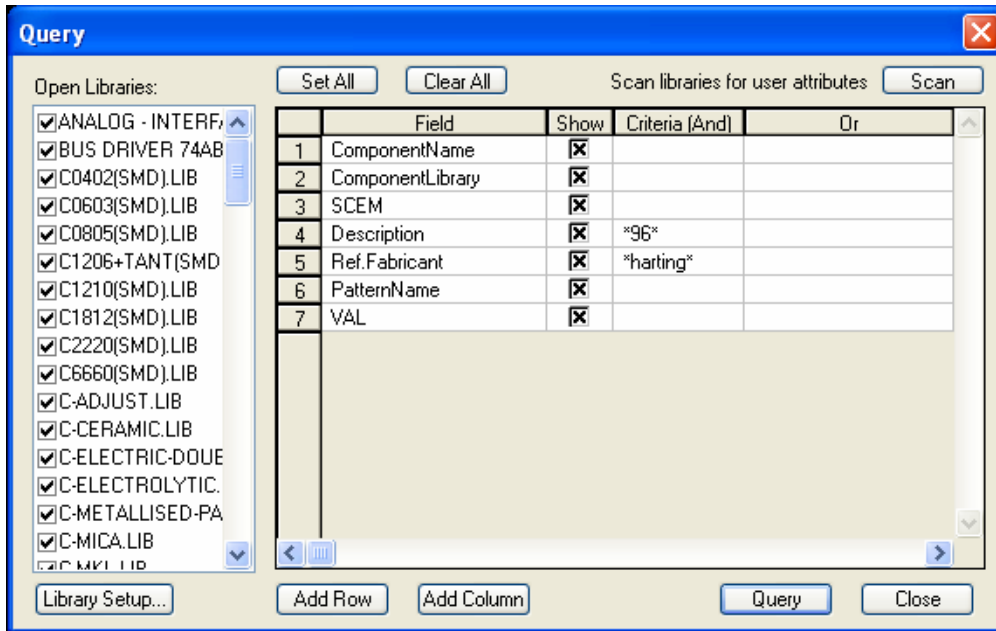 Query
Open Libraries:
Set All Clear All Scan libraries for user attributes Scan
ANALOG - INTERF
BUS DRIVER 74AB
C0402(SMD).LIB
C0603(SMD).LIB
C0805(SMD).LIB
C1206+TANT(SMD
C1210(SMD).LIB
C1812(SMD).LIB
C2220(SMD).LIB
C6660(SMD).LIB
C-ADJUST.LIB
C-CERAMIC.LIB
C-ELECTRIC-DOUB
C-ELECTROLYTIC.
C-METALLISED-PA
C-MICA.LIB
C-MKL.LIB
Field Show Criteria (And) Or
1 ComponentName
2 ComponentLibrary
3 SCEM
4 Description *96*
5 Ref.Fabricant *harting*
6 PatternName
7 VAL
Library Setup... Add Row Add Column Query Close